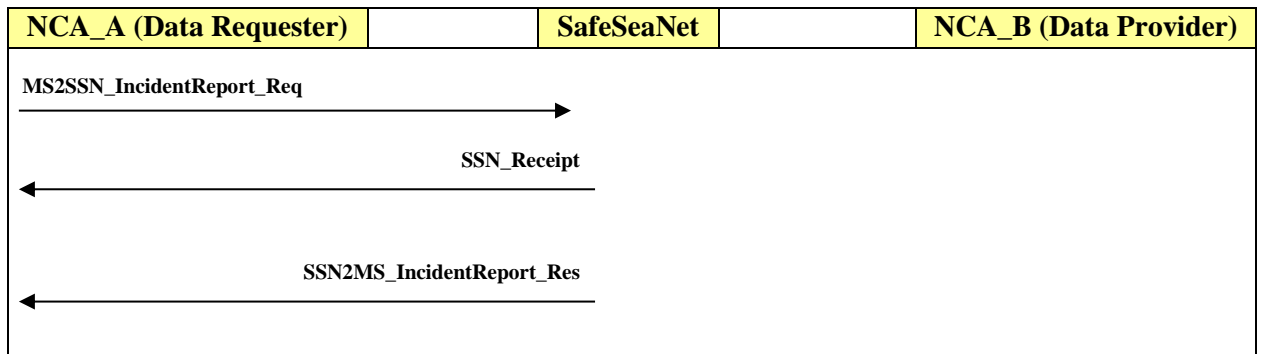 NCA_A (Data Requester) SafeSeaNet NCA_B (Data Provider)
MS2SSN_IncidentReport_Req
SSN_Receipt
SSN2MS_IncidentReport_Res